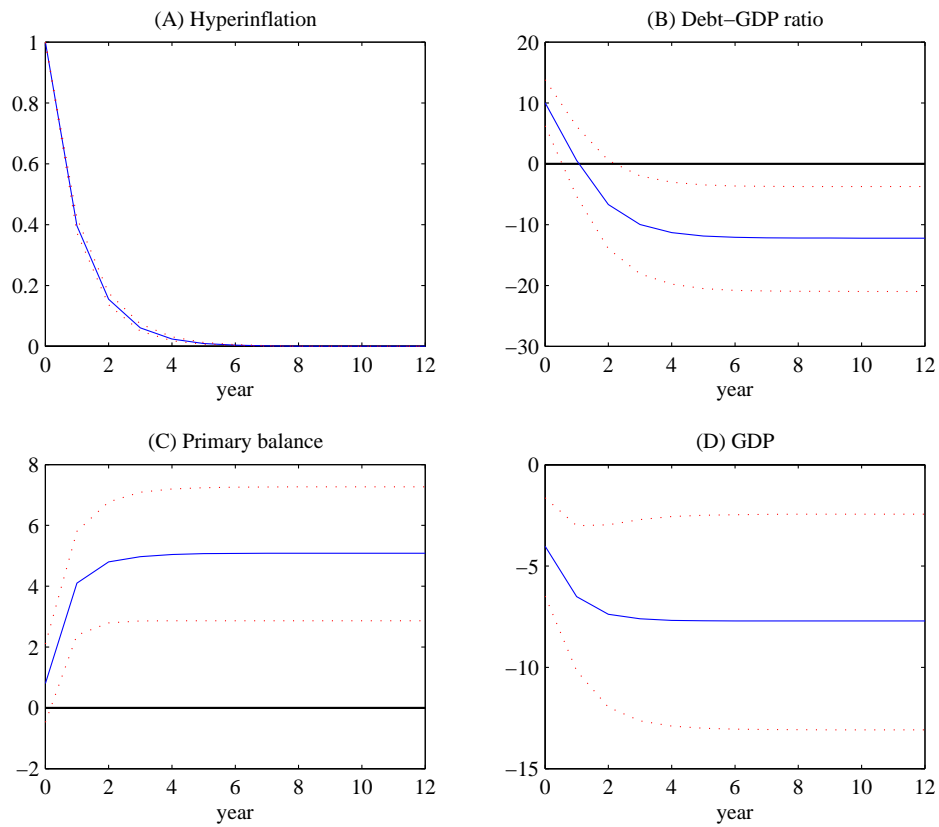 (A) Hyperinflation
1
0.8
0.6
0.4
0.2
0
0 2 4 6 8 10 12
year
(B) Debt−GDP ratio
20
10
0
−10
−20
−30
0 2 4 6 8 10 12
year
(C) Primary balance
8
6
4
2
0
−2
0 2 4 6 8 10 12
year
(D) GDP
0
−5
−10
−15
0 2 4 6 8 10 12
year